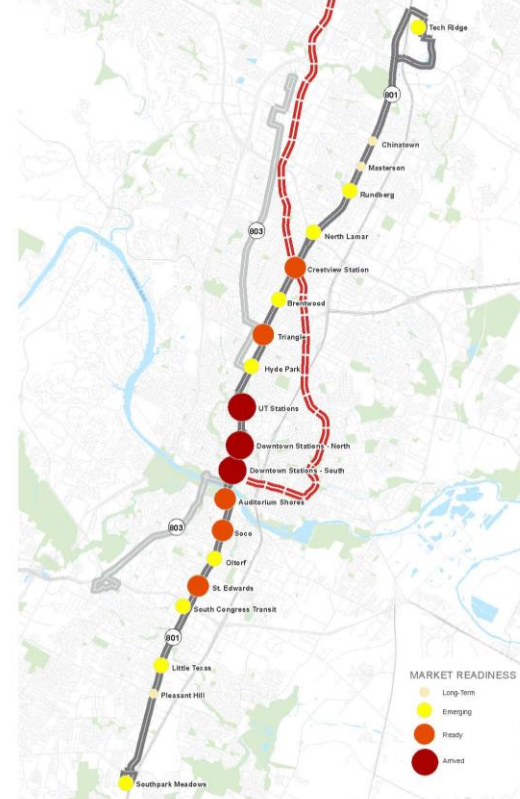 Tech Ridge
801
Chinatown
Masterson
Rundberg
803
North Lamar
Crestview Station
Brentwood
Triangle
Hyde Park
UT Stations
Downtown Stations - North
Downtown Stations - South
Auditorium Shores
803
Soco
Oltorf
St. Edwards
South Congress Transit
801
Little Texas
Pleasant Hill
Southpark Meadows
MARKET READINESS
Long-Term
Emerging
Ready
Arrived